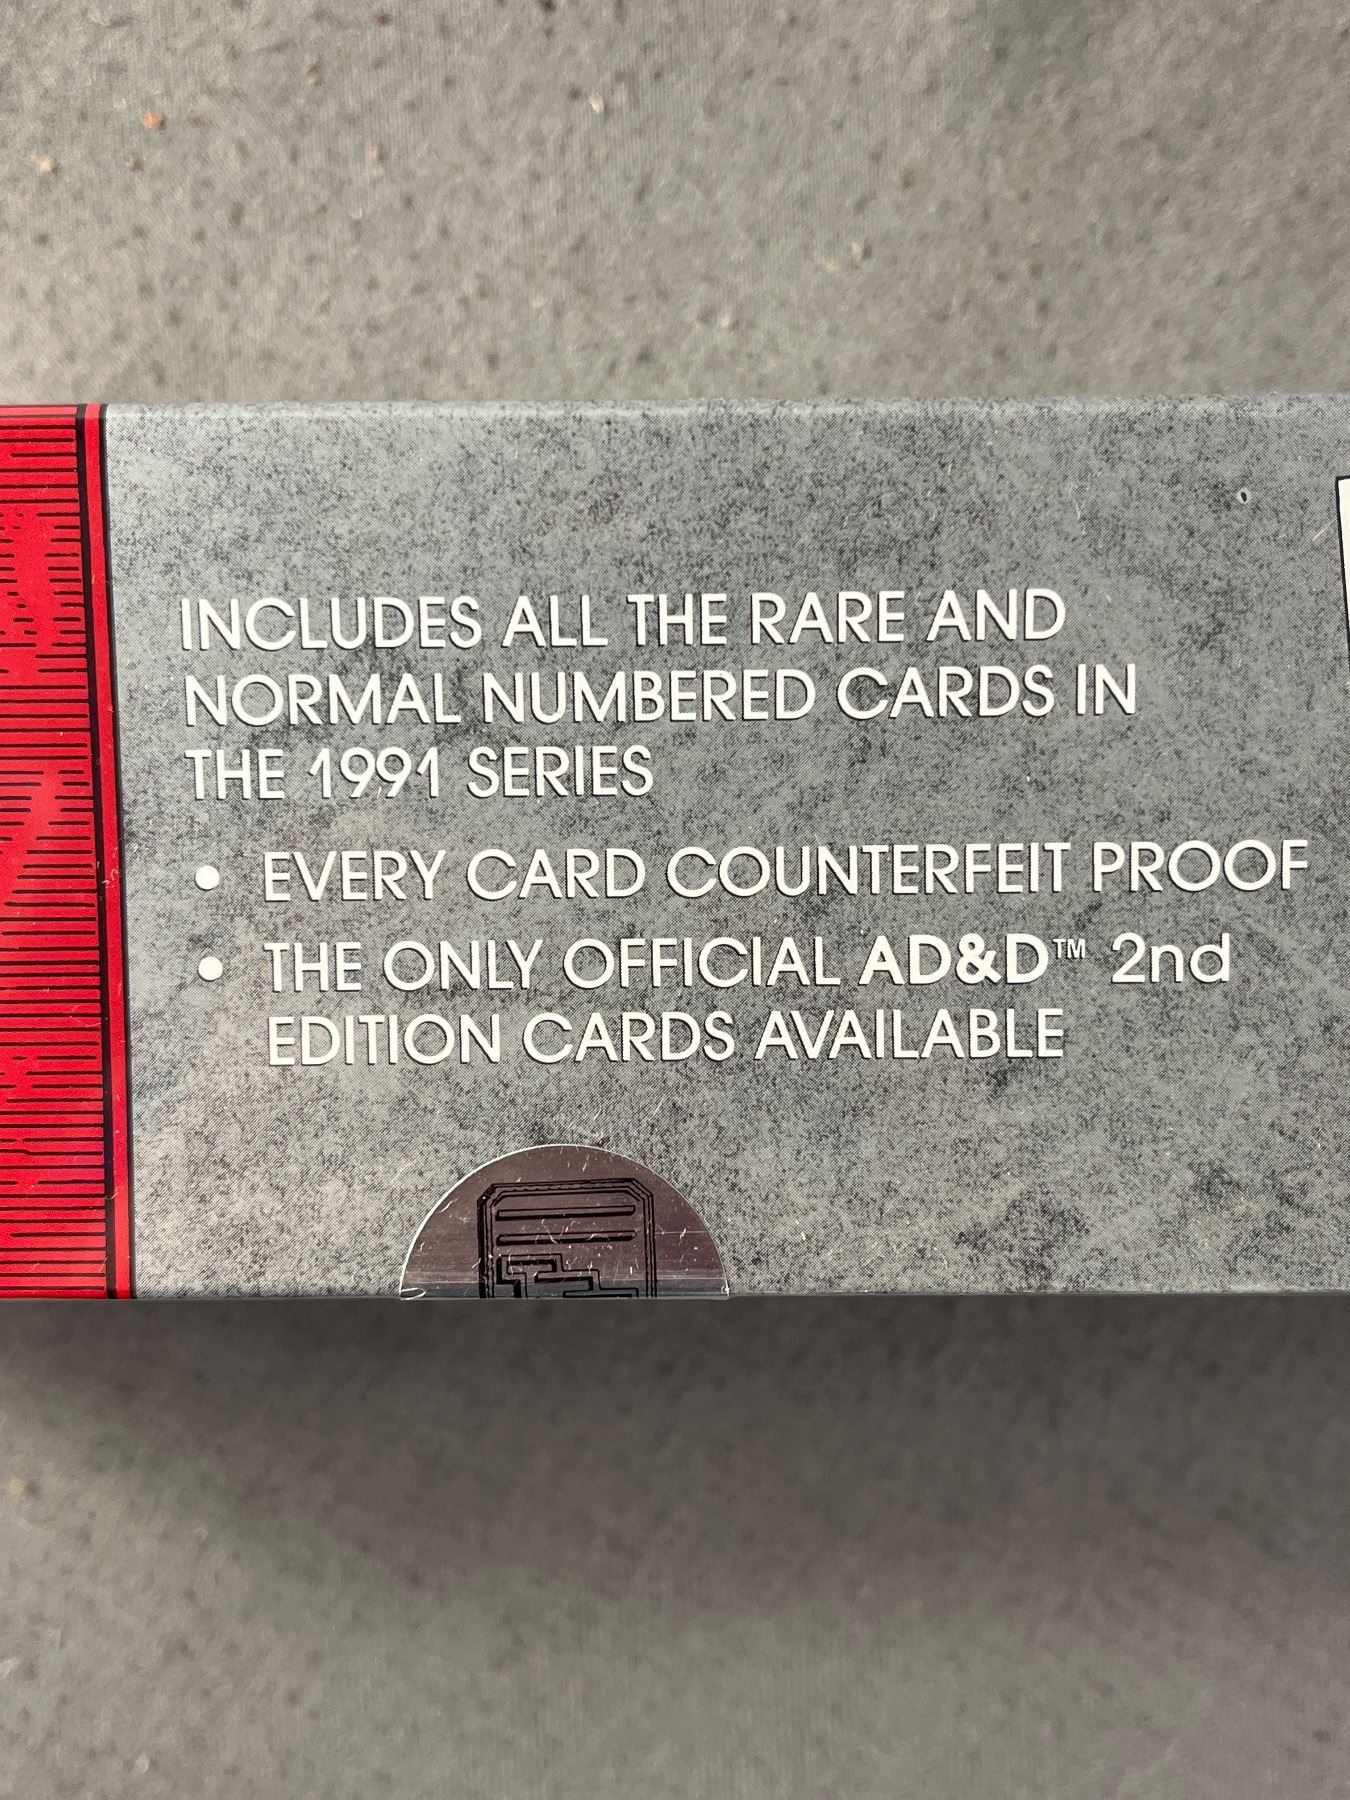 INCLUDES ALL THE RARE AND
NORMAL NUMBERED CARDS IN
THE 1991 SERIES
• EVERY CARD COUNTERFEIT PROOF
• THE ONLY OFFICIAL AD&D™ 2nd
EDITION CARDS AVAILABLE